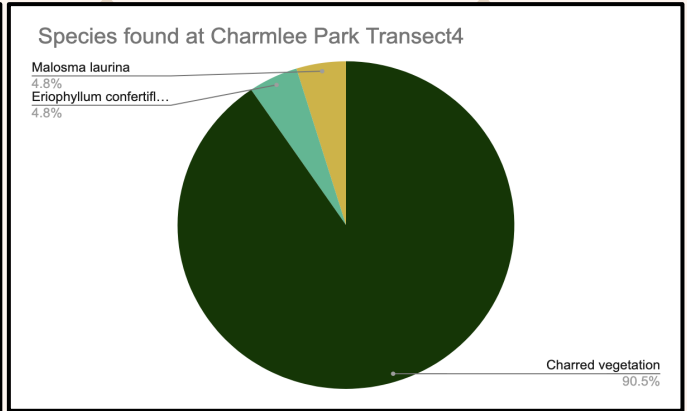 Species found at Charmlee Park Transect4
Malosma laurina
4.8%
Eriophyllum confertifl...
4.8%
Charred vegetation
90.5%